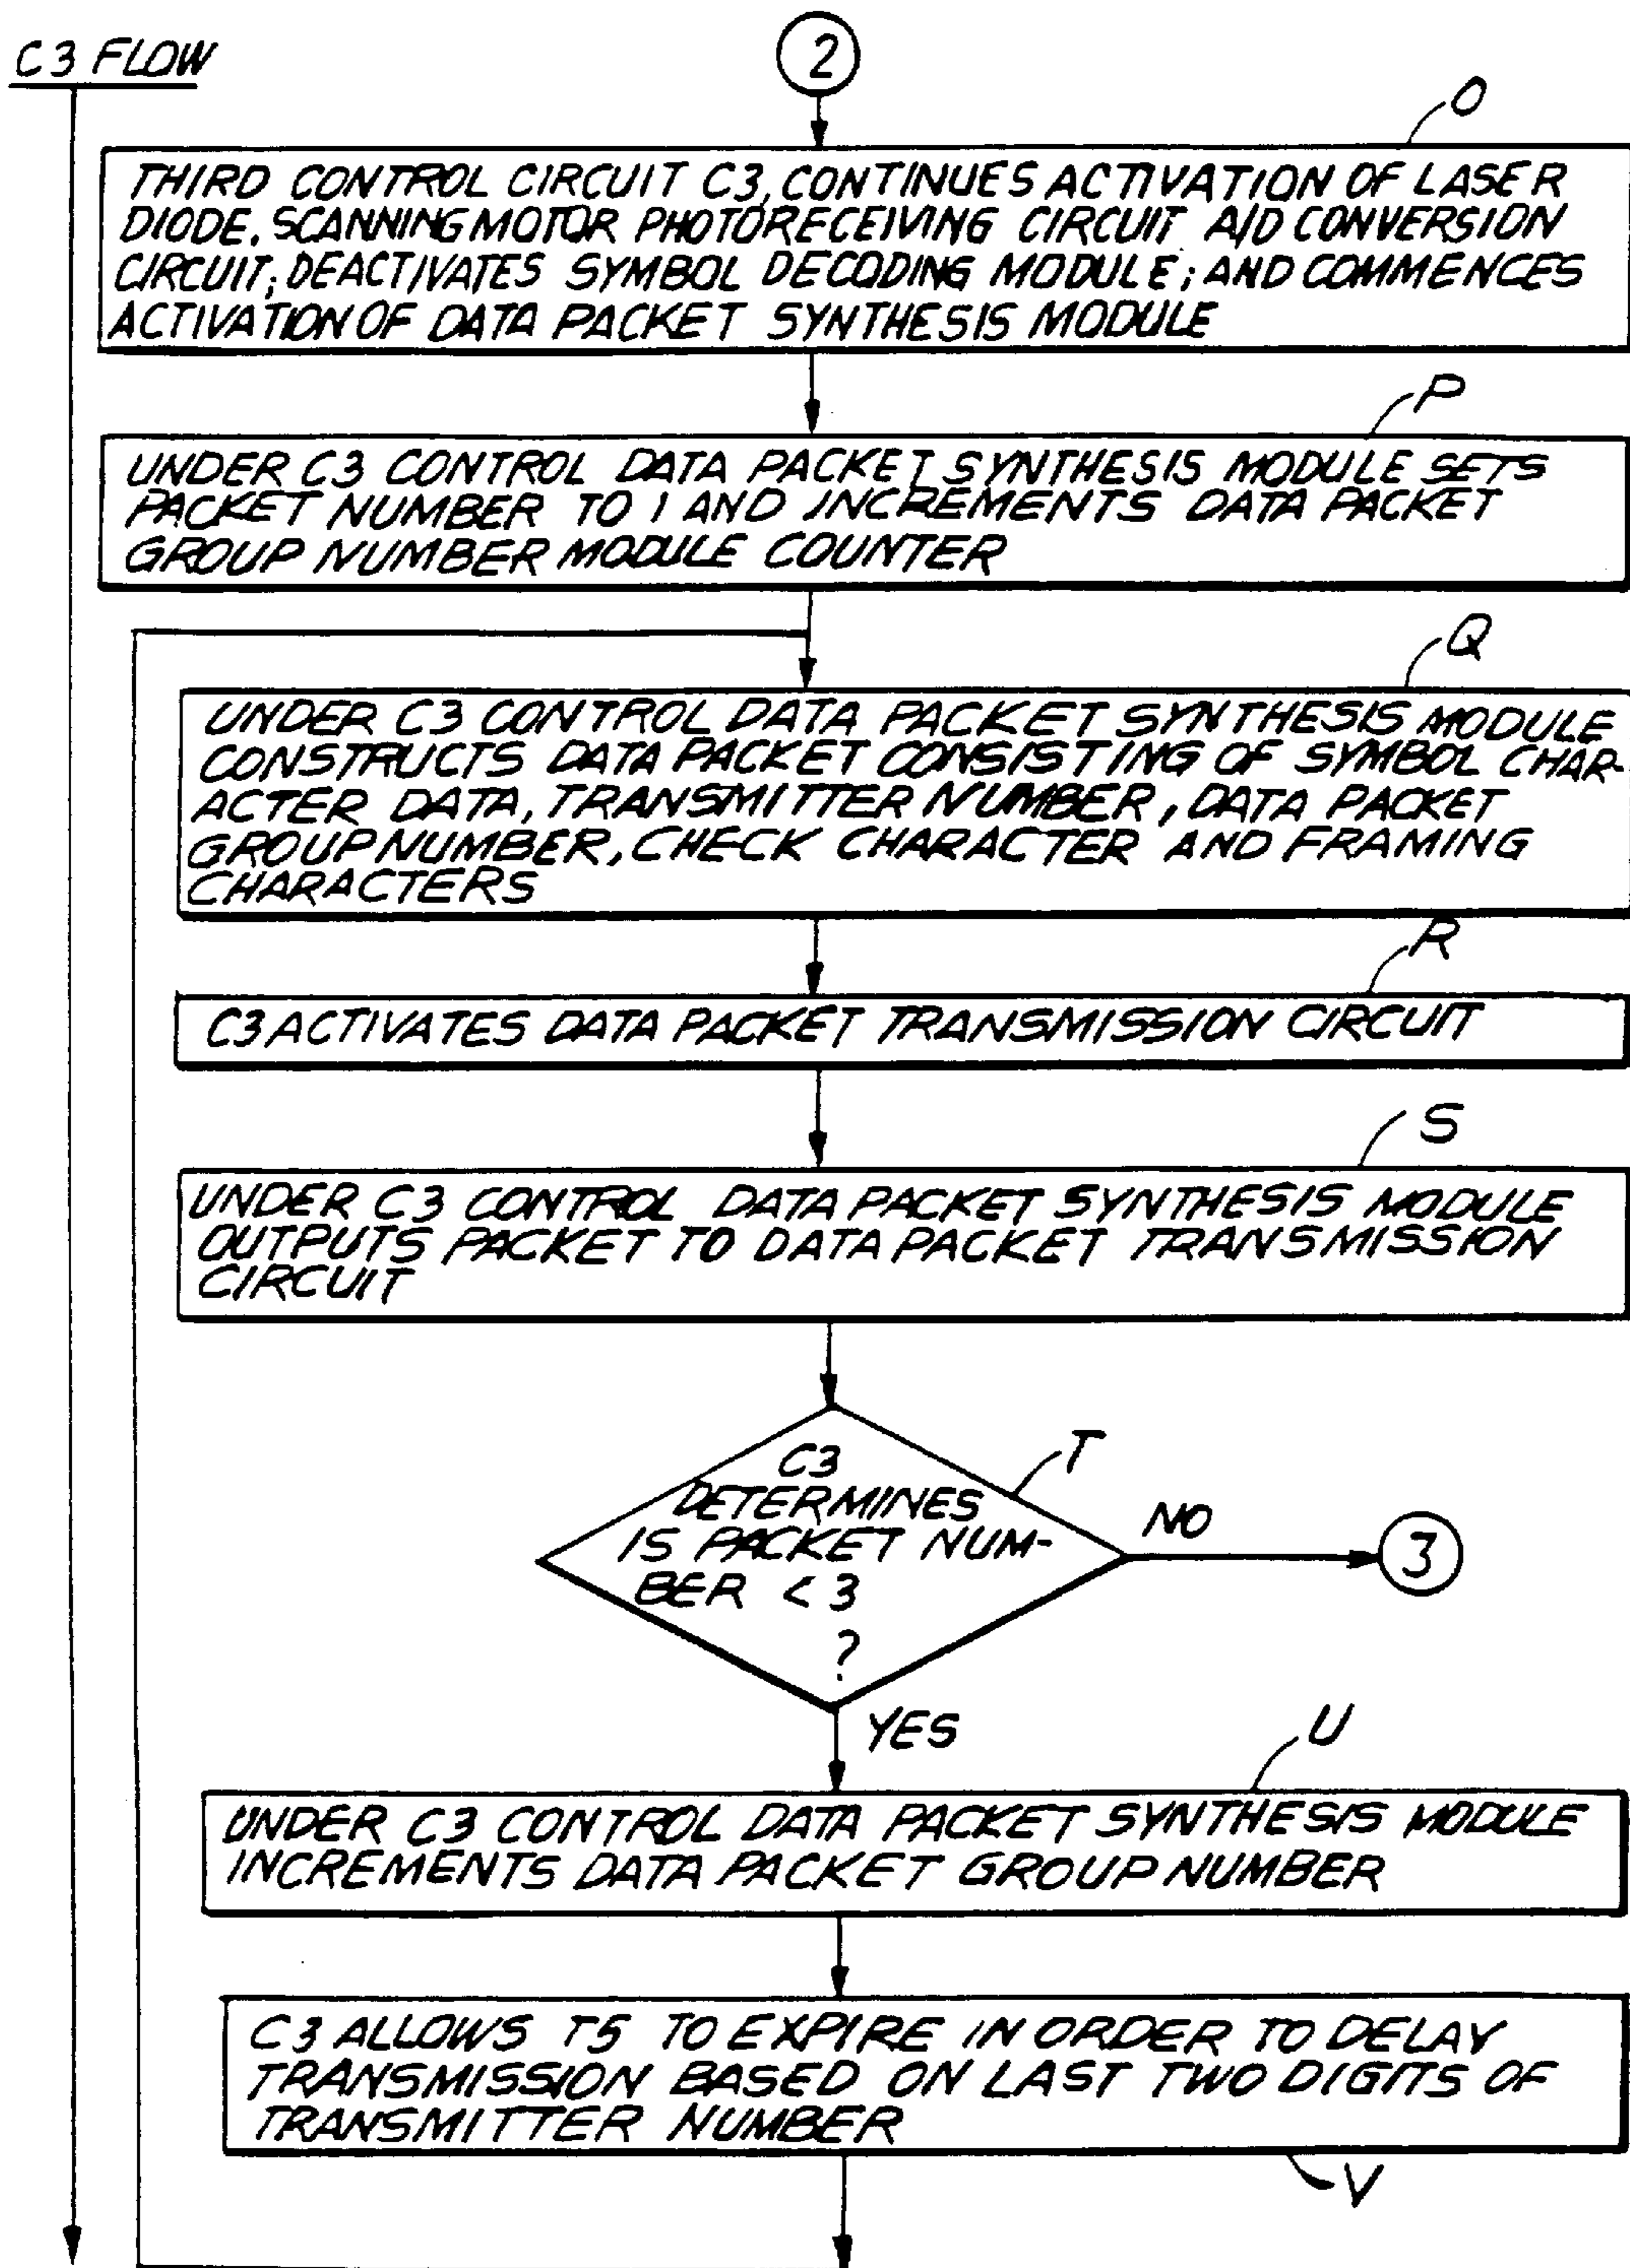 C3 FLOW
2
O
THIRD CONTROL CIRCUIT C3, CONTINUES ACTIVATION OF LASER
DIODE, SCANNING MOTOR PHOTORECEIVING CIRCUIT A/D CONVERSION
CIRCUIT; DEACTIVATES SYMBOL DECODING MODULE; AND COMMENCES
ACTIVATION OF DATA PACKET SYNTHESIS MODULE
P
UNDER C3 CONTROL DATA PACKET SYNTHESIS MODULE SETS
PACKET NUMBER TO 1 AND INCREMENTS DATA PACKET
GROUP NUMBER MODULE COUNTER
Q
UNDER C3 CONTROL DATA PACKET SYNTHESIS MODULE
CONSTRUCTS DATA PACKET CONSISTING OF SYMBOL CHAR-
ACTER DATA, TRANSMITTER NUMBER, DATA PACKET
GROUP NUMBER, CHECK CHARACTER AND FRAMING
CHARACTERS
R
C3 ACTIVATES DATA PACKET TRANSMISSION CIRCUIT
S
UNDER C3 CONTROL DATA PACKET SYNTHESIS MODULE
OUTPUTS PACKET TO DATA PACKET TRANSMISSION
CIRCUIT
T
C3
DETERMINES
IS PACKET NUM-
BER < 3
?
NO
3
YES
U
UNDER C3 CONTROL DATA PACKET SYNTHESIS MODULE
INCREMENTS DATA PACKET GROUP NUMBER
C3 ALLOWS T5 TO EXPIRE IN ORDER TO DELAY
TRANSMISSION BASED ON LAST TWO DIGITS OF
TRANSMITTER NUMBER
V